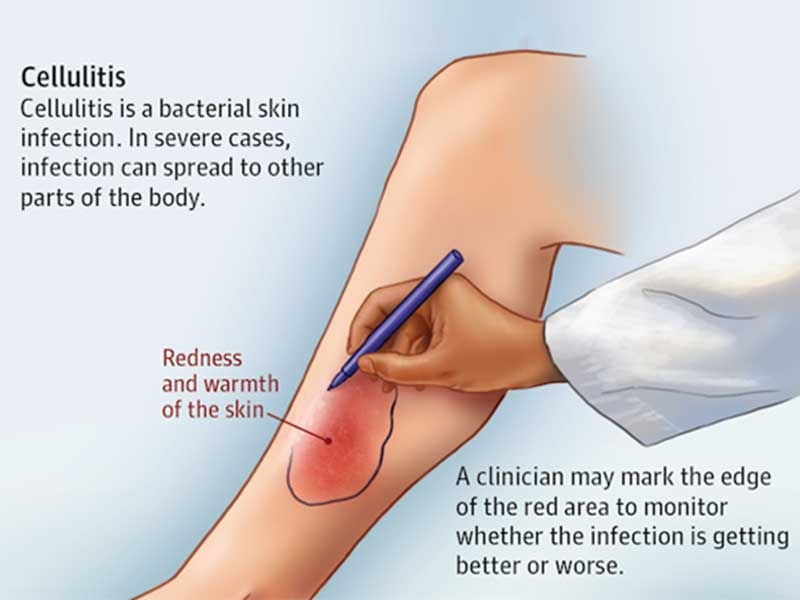 Cellulitis
Cellulitis is a bacterial skin
infection. In severe cases,
infection can spread to other
parts of the body.
Redness
and warmth
of the skin
A clinician may mark the edge
of the red area to monitor
whether the infection is getting
better or worse.